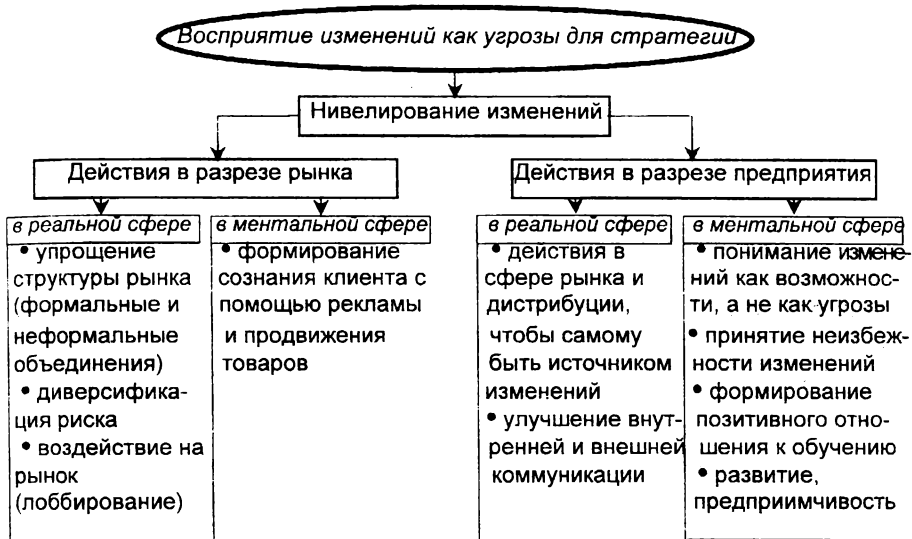 Восприятие изменений как угрозы для стратегии
Нивелирование изменений
Действия в разрезе рынка
Действия в разрезе предприятия
в реальной сфере
• упрощение
структуры рынка
(формальные и
неформальные
объединения)
• диверсифика-
ция риска
• воздействие на
рынок
(лоббирование)
в ментальной сфере
• формирование
сознания клиента с
помощью рекламы
и продвижения
товаров
в реальной сфере
• действия в
сфере рынка и
дистрибуции,
чтобы самому
быть источником
изменений
• улучшение внут-
ренней и внешней
коммуникации
в ментальной сфере
• понимание измене-
ний как возможнос-
ти, а не как угрозы
• принятие неизбеж-
ности изменений
• формирование
позитивного отно-
шения к обучению
• развитие,
предприимчивость